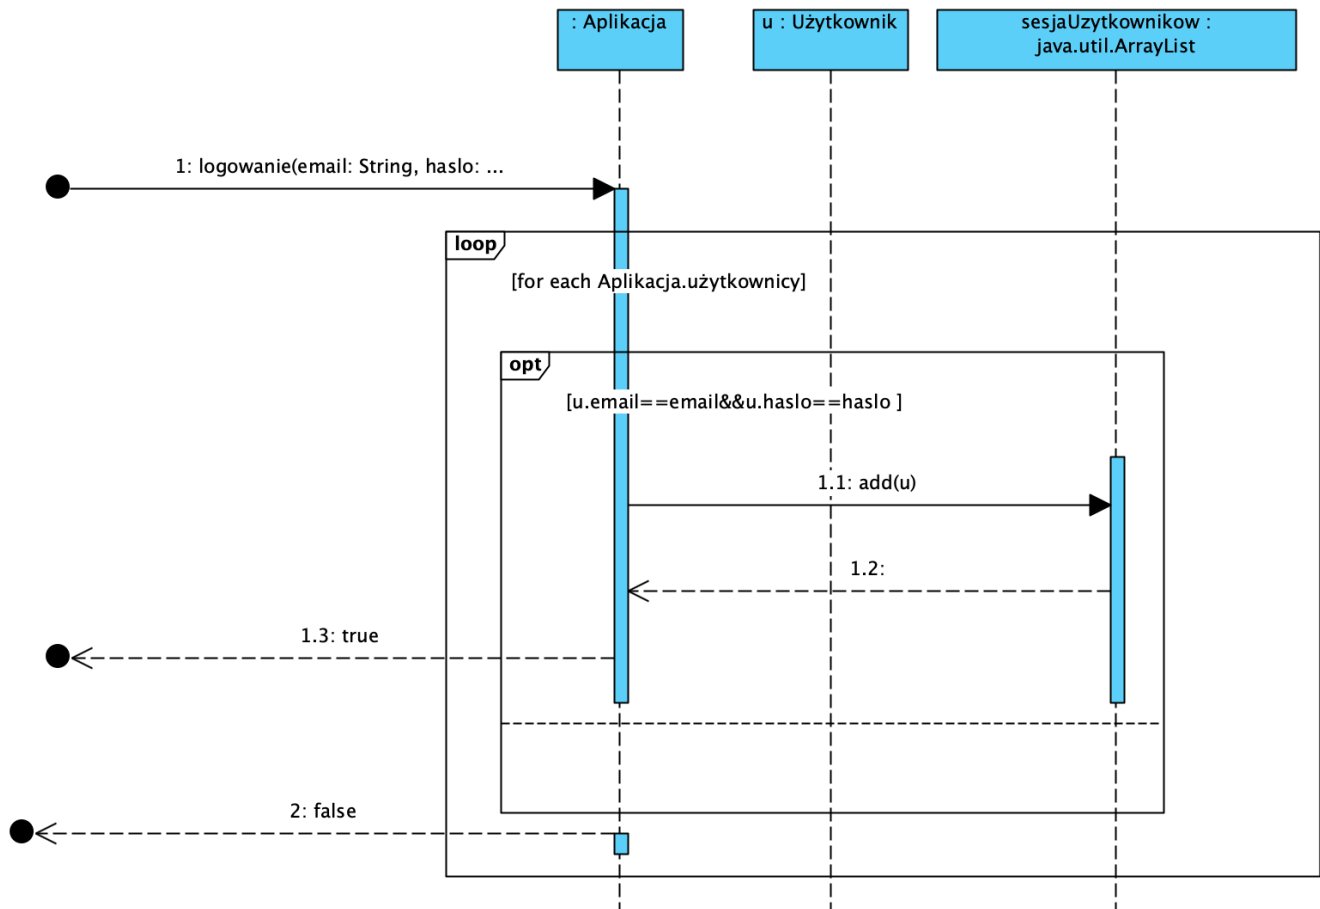 : Aplikacja
u : Użytkownik
sesjaUzytkownikow :
java.util.ArrayList
1: logowanie(email: String, haslo: ...
loop
[for each Aplikacja.użytkownicy]
opt
[u.email==email&&u.haslo==haslo ]
1.1: add(u)
1.2:
1.3: true
2: false